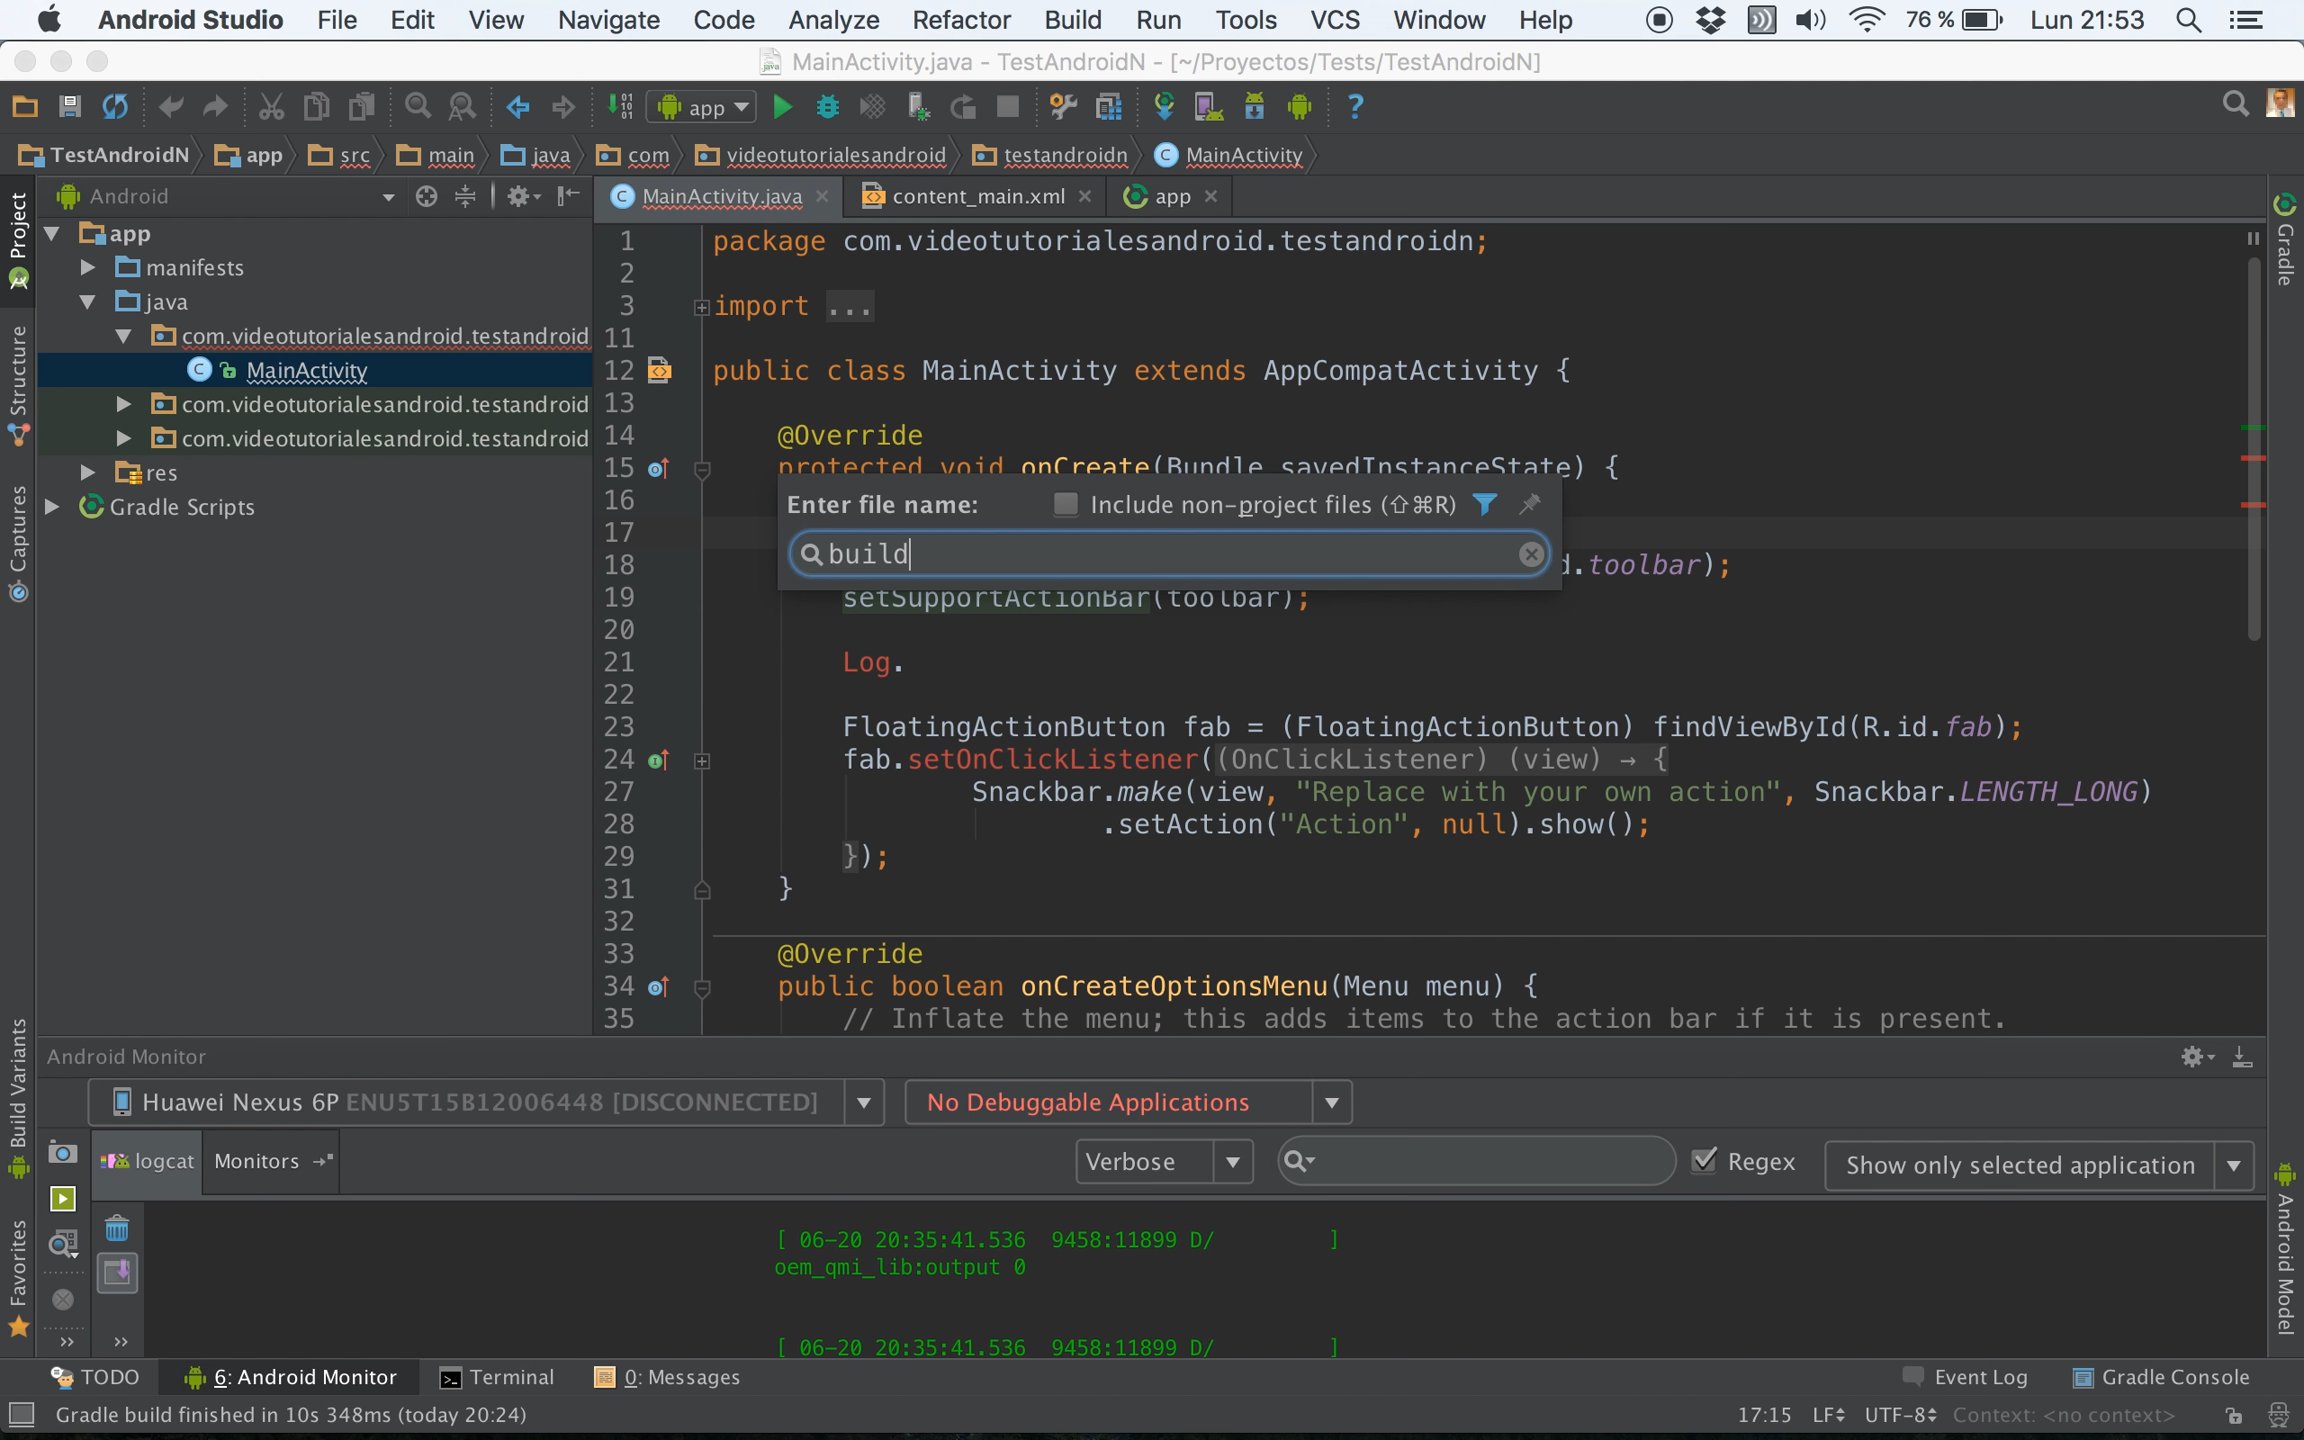 Android Studio File Edit View Navigate Code Analyze Refactor Build Run Tools VCS Window Help 76 % Lun 21:53
MainActivity.java - TestAndroidN - [~/Proyectos/Tests/TestAndroidN]
app
TestAndroidN app src main java com videotutorialesandroid testandroidn MainActivity
Project
Android
MainActivity.java content_main.xml app
Gradle
app
manifests
java
com.videotutorialesandroid.testandroid
MainActivity
com.videotutorialesandroid.testandroid
com.videotutorialesandroid.testandroid
res
Gradle Scripts
Structure
Captures
1 package com.videotutorialesandroid.testandroidn;
2
3 import ...
11
12 public class MainActivity extends AppCompatActivity {
13
14 @Override
15 protected void onCreate(Bundle savedInstanceState) {
16
Enter file name: Include non-project files (⇧⌘R)
17
build
18 d.toolbar);
19 setSupportActionBar(toolbar);
20
21 Log.
22
23 FloatingActionButton fab = (FloatingActionButton) findViewById(R.id.fab);
24 fab.setOnClickListener((OnClickListener) (view) → {
27 Snackbar.make(view, "Replace with your own action", Snackbar.LENGTH_LONG)
28 .setAction("Action", null).show();
29 });
31 }
32
33 @Override
34 public boolean onCreateOptionsMenu(Menu menu) {
35 // Inflate the menu; this adds items to the action bar if it is present.
Build Variants
Favorites
Android Monitor
Huawei Nexus 6P ENU5T15B12006448 [DISCONNECTED] No Debuggable Applications
logcat Monitors Verbose Regex Show only selected application
Android Model
[ 06-20 20:35:41.536 9458:11899 D/ ]
oem_qmi_lib:output 0
[ 06-20 20:35:41.536 9458:11899 D/ ]
TODO 6: Android Monitor Terminal 0: Messages Event Log Gradle Console
Gradle build finished in 10s 348ms (today 20:24) 17:15 LF UTF-8 Context: <no context>